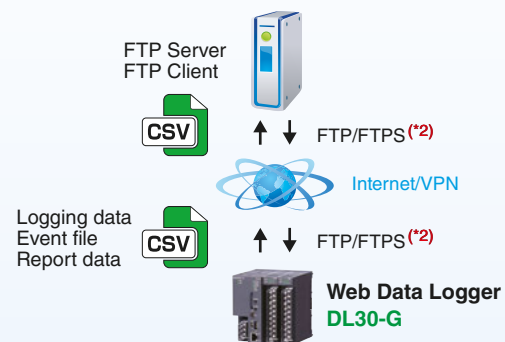 FTP Server
FTP Client
CSV
FTP/FTPS(*2)
Internet/VPN
Logging data
Event file
Report data
CSV
FTP/FTPS(*2)
Web Data Logger
DL30-G